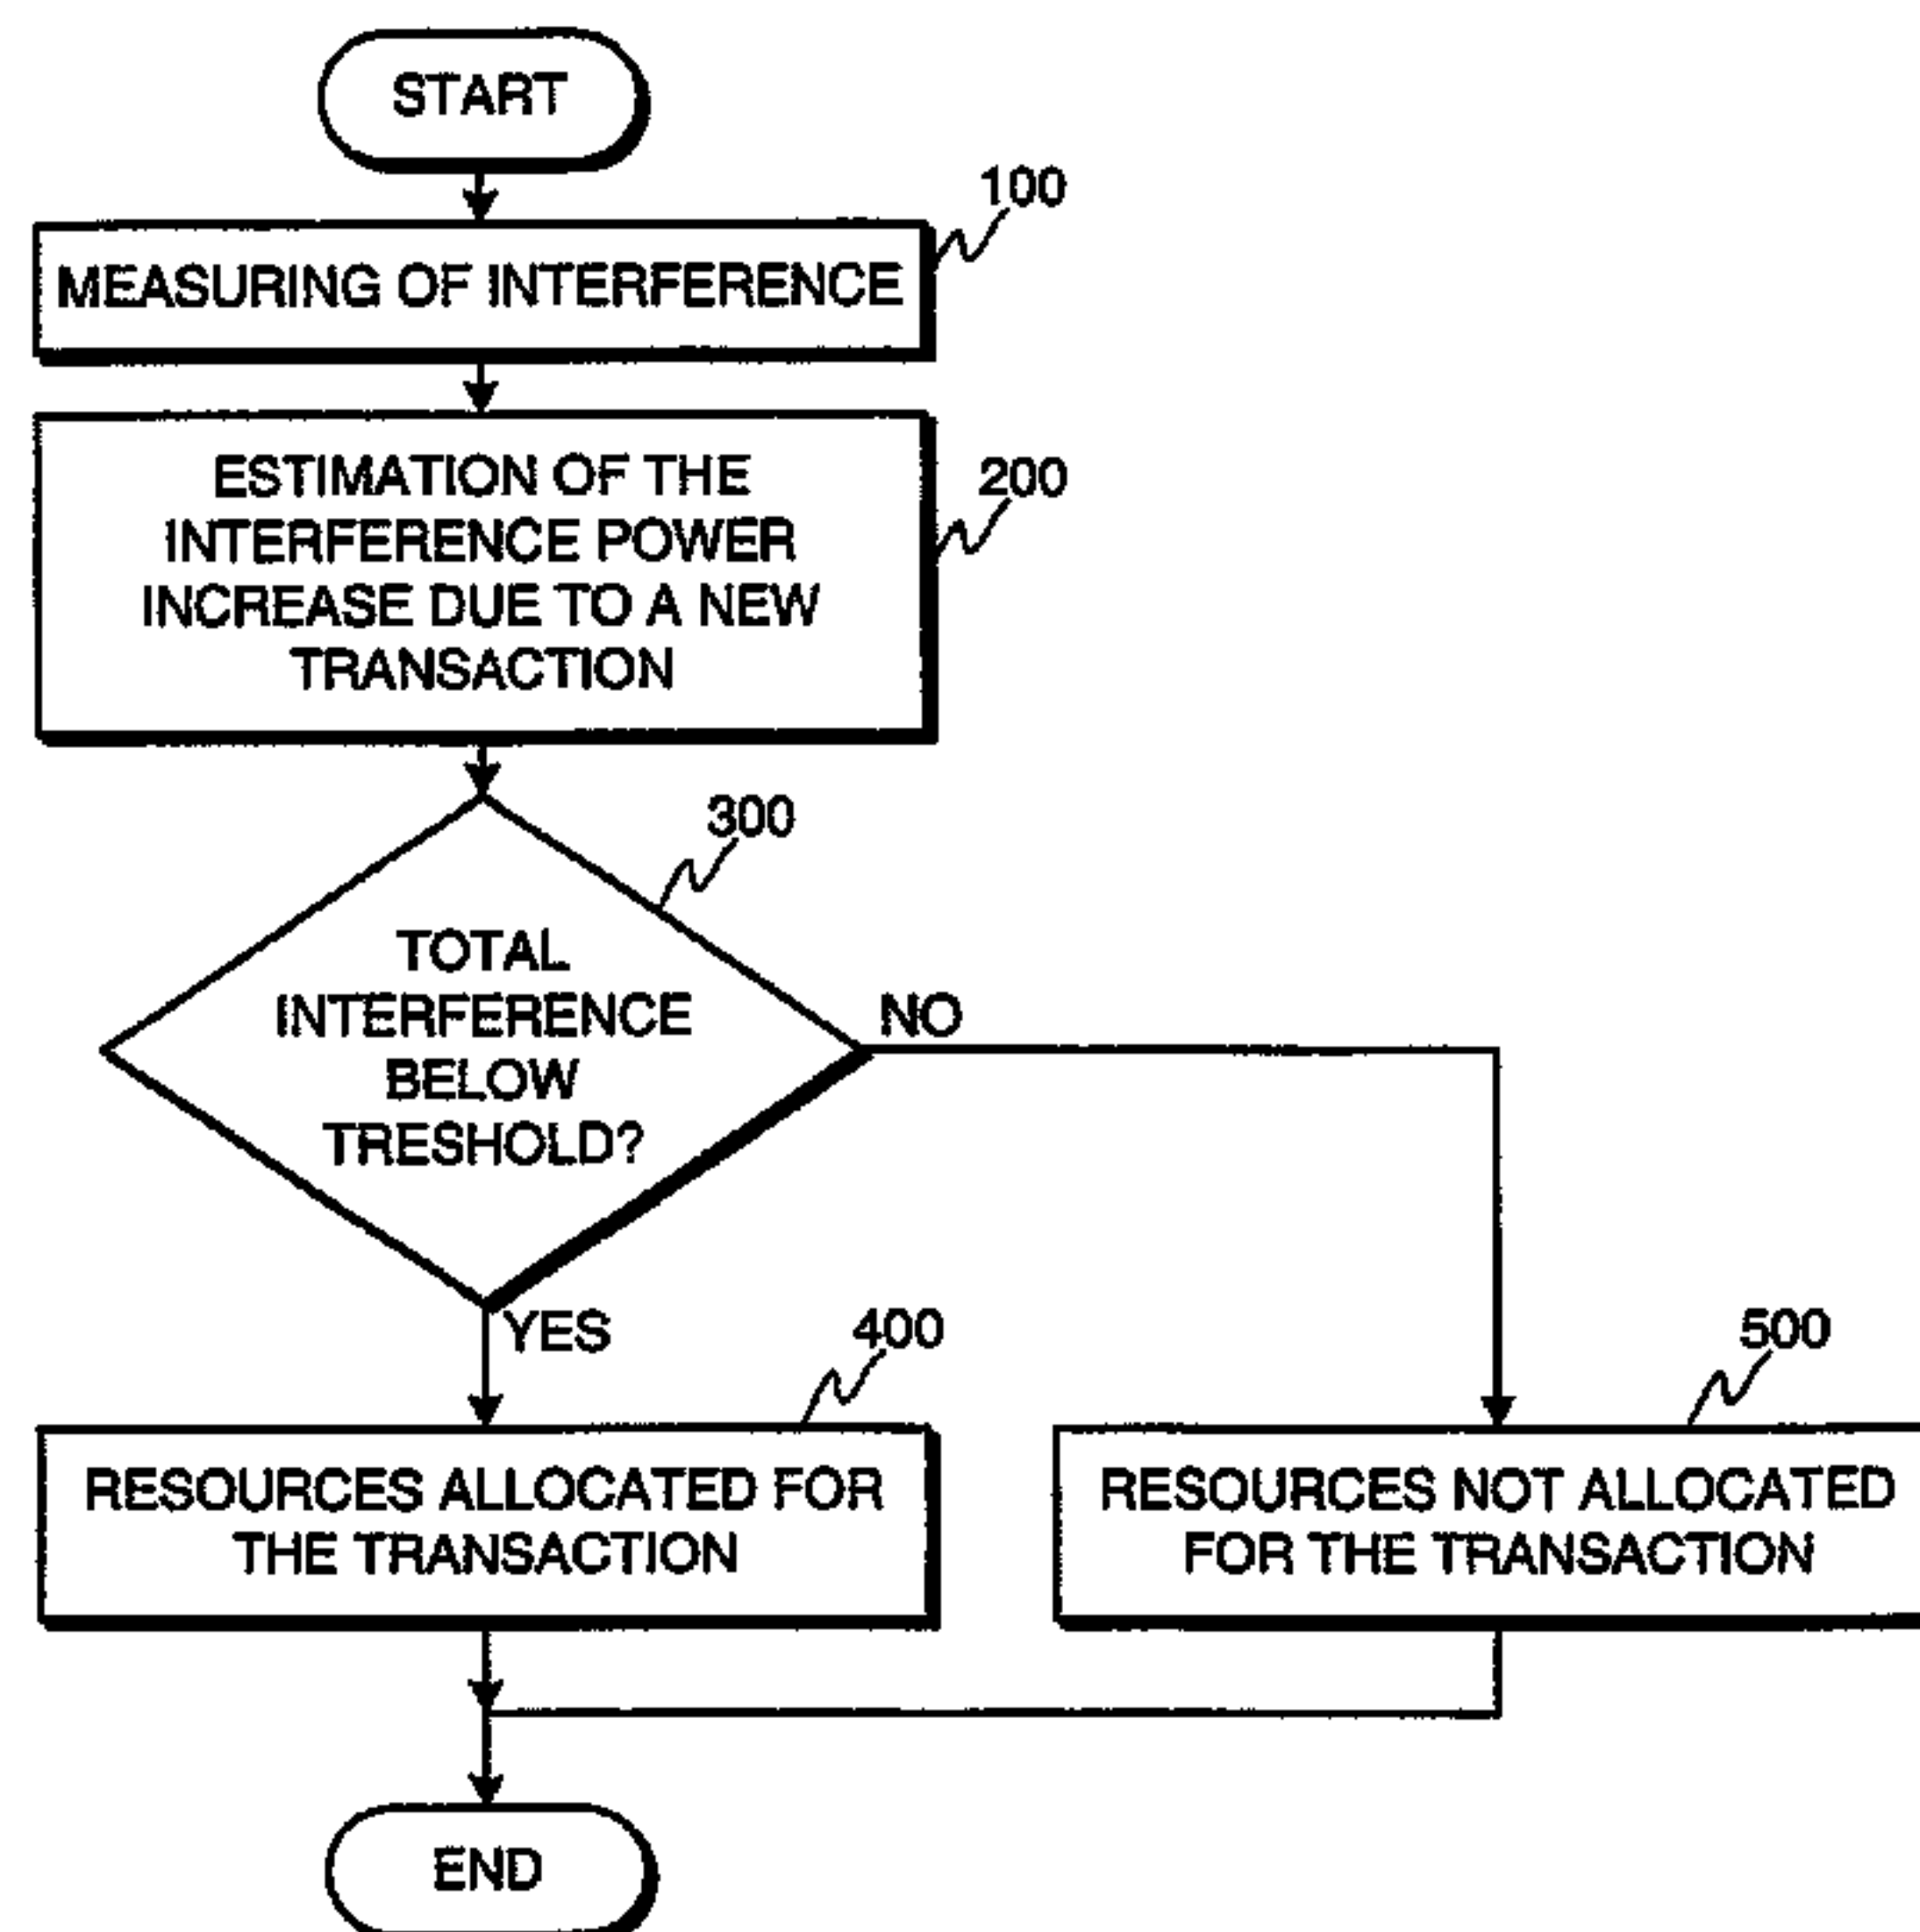 START
100
MEASURING OF INTERFERENCE
200
ESTIMATION OF THE
INTERFERENCE POWER
INCREASE DUE TO A NEW
TRANSACTION
300
TOTAL
INTERFERENCE
BELOW
TRESHOLD?
NO
YES
400
RESOURCES ALLOCATED FOR
THE TRANSACTION
500
RESOURCES NOT ALLOCATED
FOR THE TRANSACTION
END